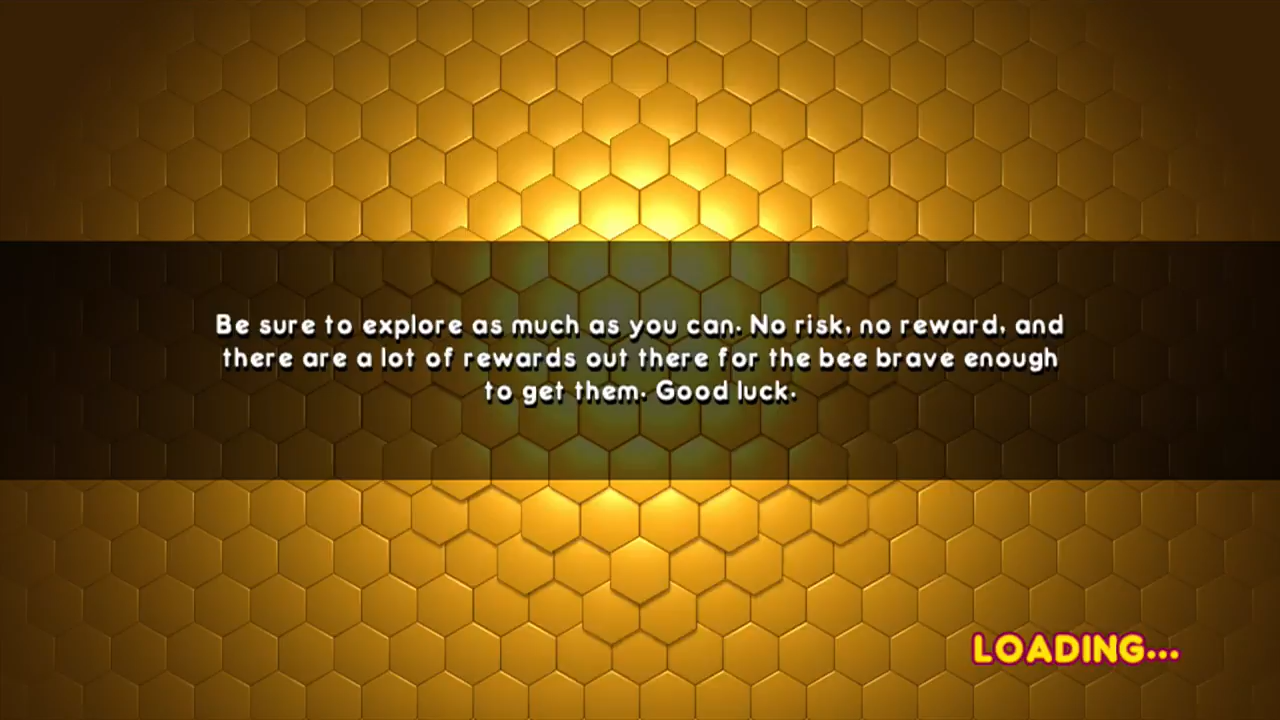 Be sure to explore as much as you can. No risk, no reward, and
there are a lot of rewards out there for the bee brave enough
to get them. Good luck.
LOADING...